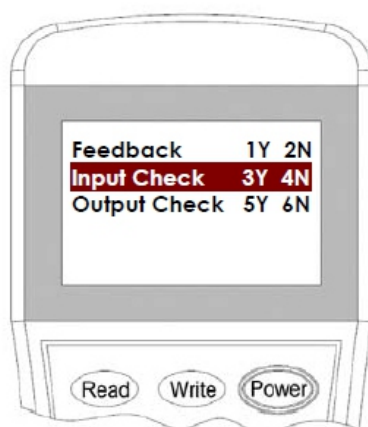 Feedback 1Y 2N
Input Check 3Y 4N
Output Check 5Y 6N
Read Write Power